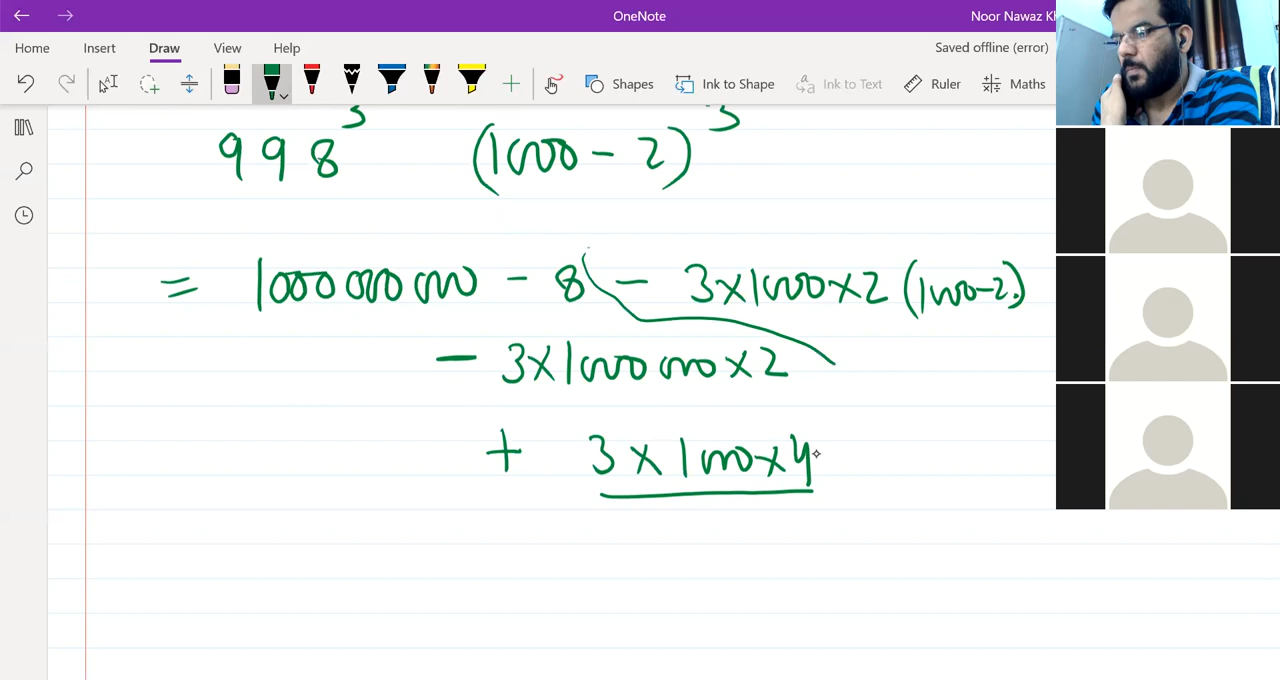 OneNote
Noor Nawaz Kh
Home Insert Draw View Help
Saved offline (error)
Shapes Ink to Shape Ink to Text Ruler Maths
998³ (1000 - 2)³
= 1000000000 - 8 - 3×1000×2 (1000-2)
- 3×1000000×2
+ 3×1000×4